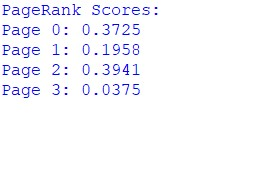 PageRank Scores:
Page 0: 0.3725
Page 1: 0.1958
Page 2: 0.3941
Page 3: 0.0375